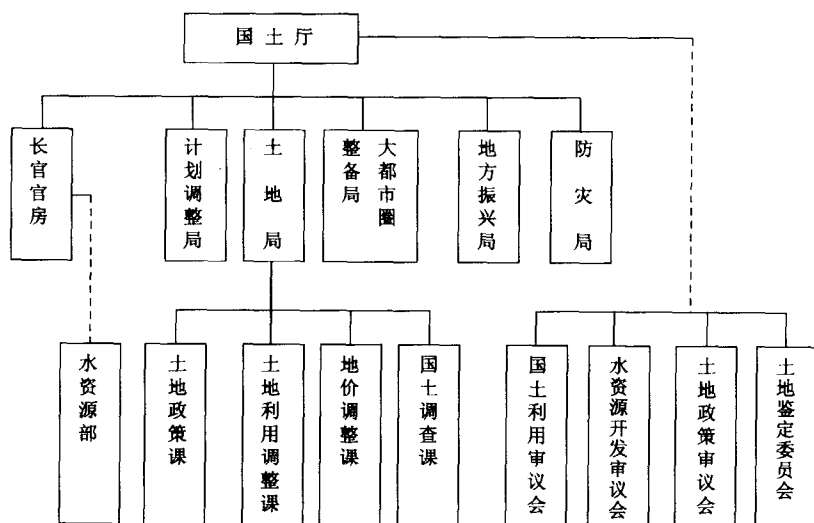 国土厅
长官官房
计划调整局
土地局
大都市圈
整备局
地方振兴局
防灾局
水资源部
土地政策课
土地利用调整课
地价调整课
国土调查课
国土利用审议会
水资源开发审议会
土地政策审议会
土地鉴定委员会